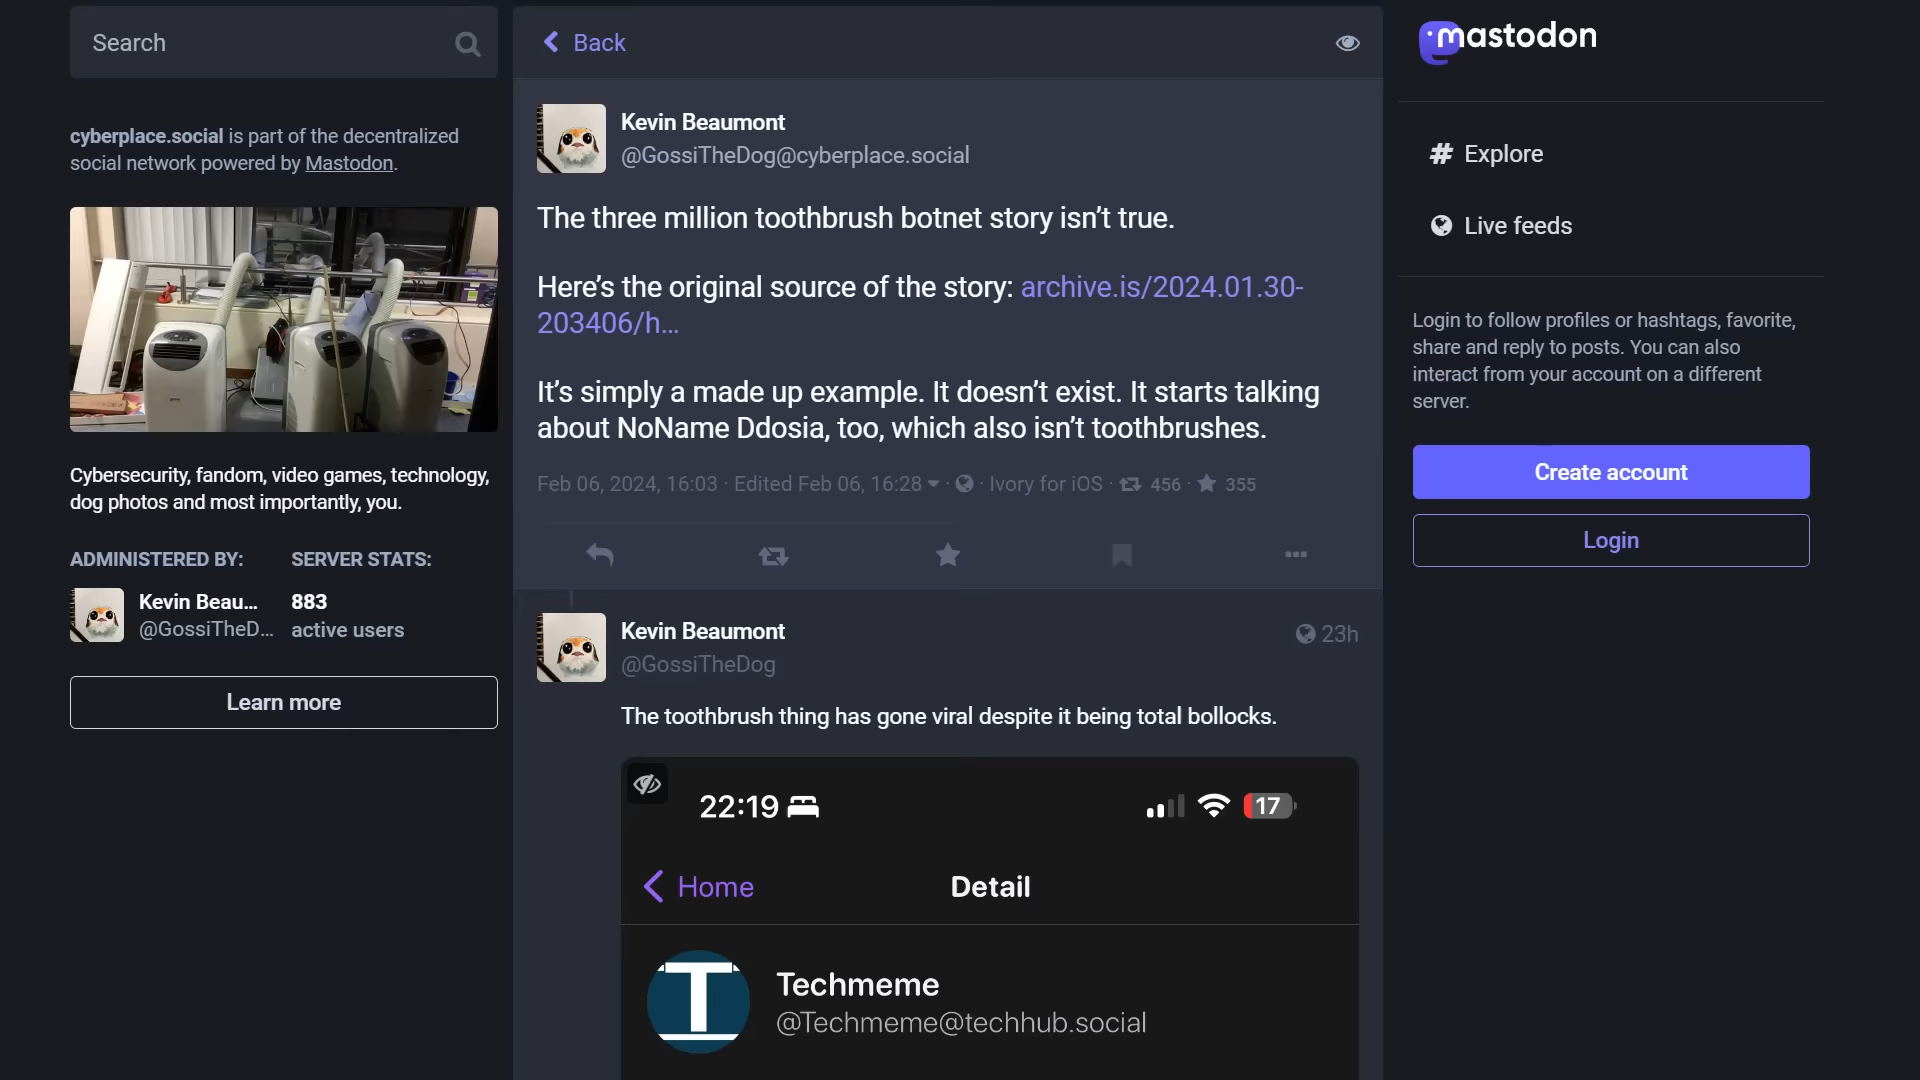 Search
cyberplace.social is part of the decentralized
social network powered by Mastodon.
Cybersecurity, fandom, video games, technology,
dog photos and most importantly, you.
ADMINISTERED BY:
Kevin Beau...
@GossiTheD...
SERVER STATS:
883
active users
Learn more
Back
Kevin Beaumont
@GossiTheDog@cyberplace.social
The three million toothbrush botnet story isn’t true.
Here’s the original source of the story: archive.is/2024.01.30-
203406/h...
It’s simply a made up example. It doesn’t exist. It starts talking
about NoName Ddosia, too, which also isn’t toothbrushes.
Feb 06, 2024, 16:03 · Edited Feb 06, 16:28 · Ivory for iOS · 456 · 355
Kevin Beaumont
@GossiTheDog
23h
The toothbrush thing has gone viral despite it being total bollocks.
22:19
17
Home
Detail
Techmeme
@Techmeme@techhub.social
mastodon
# Explore
Live feeds
Login to follow profiles or hashtags, favorite,
share and reply to posts. You can also
interact from your account on a different
server.
Create account
Login